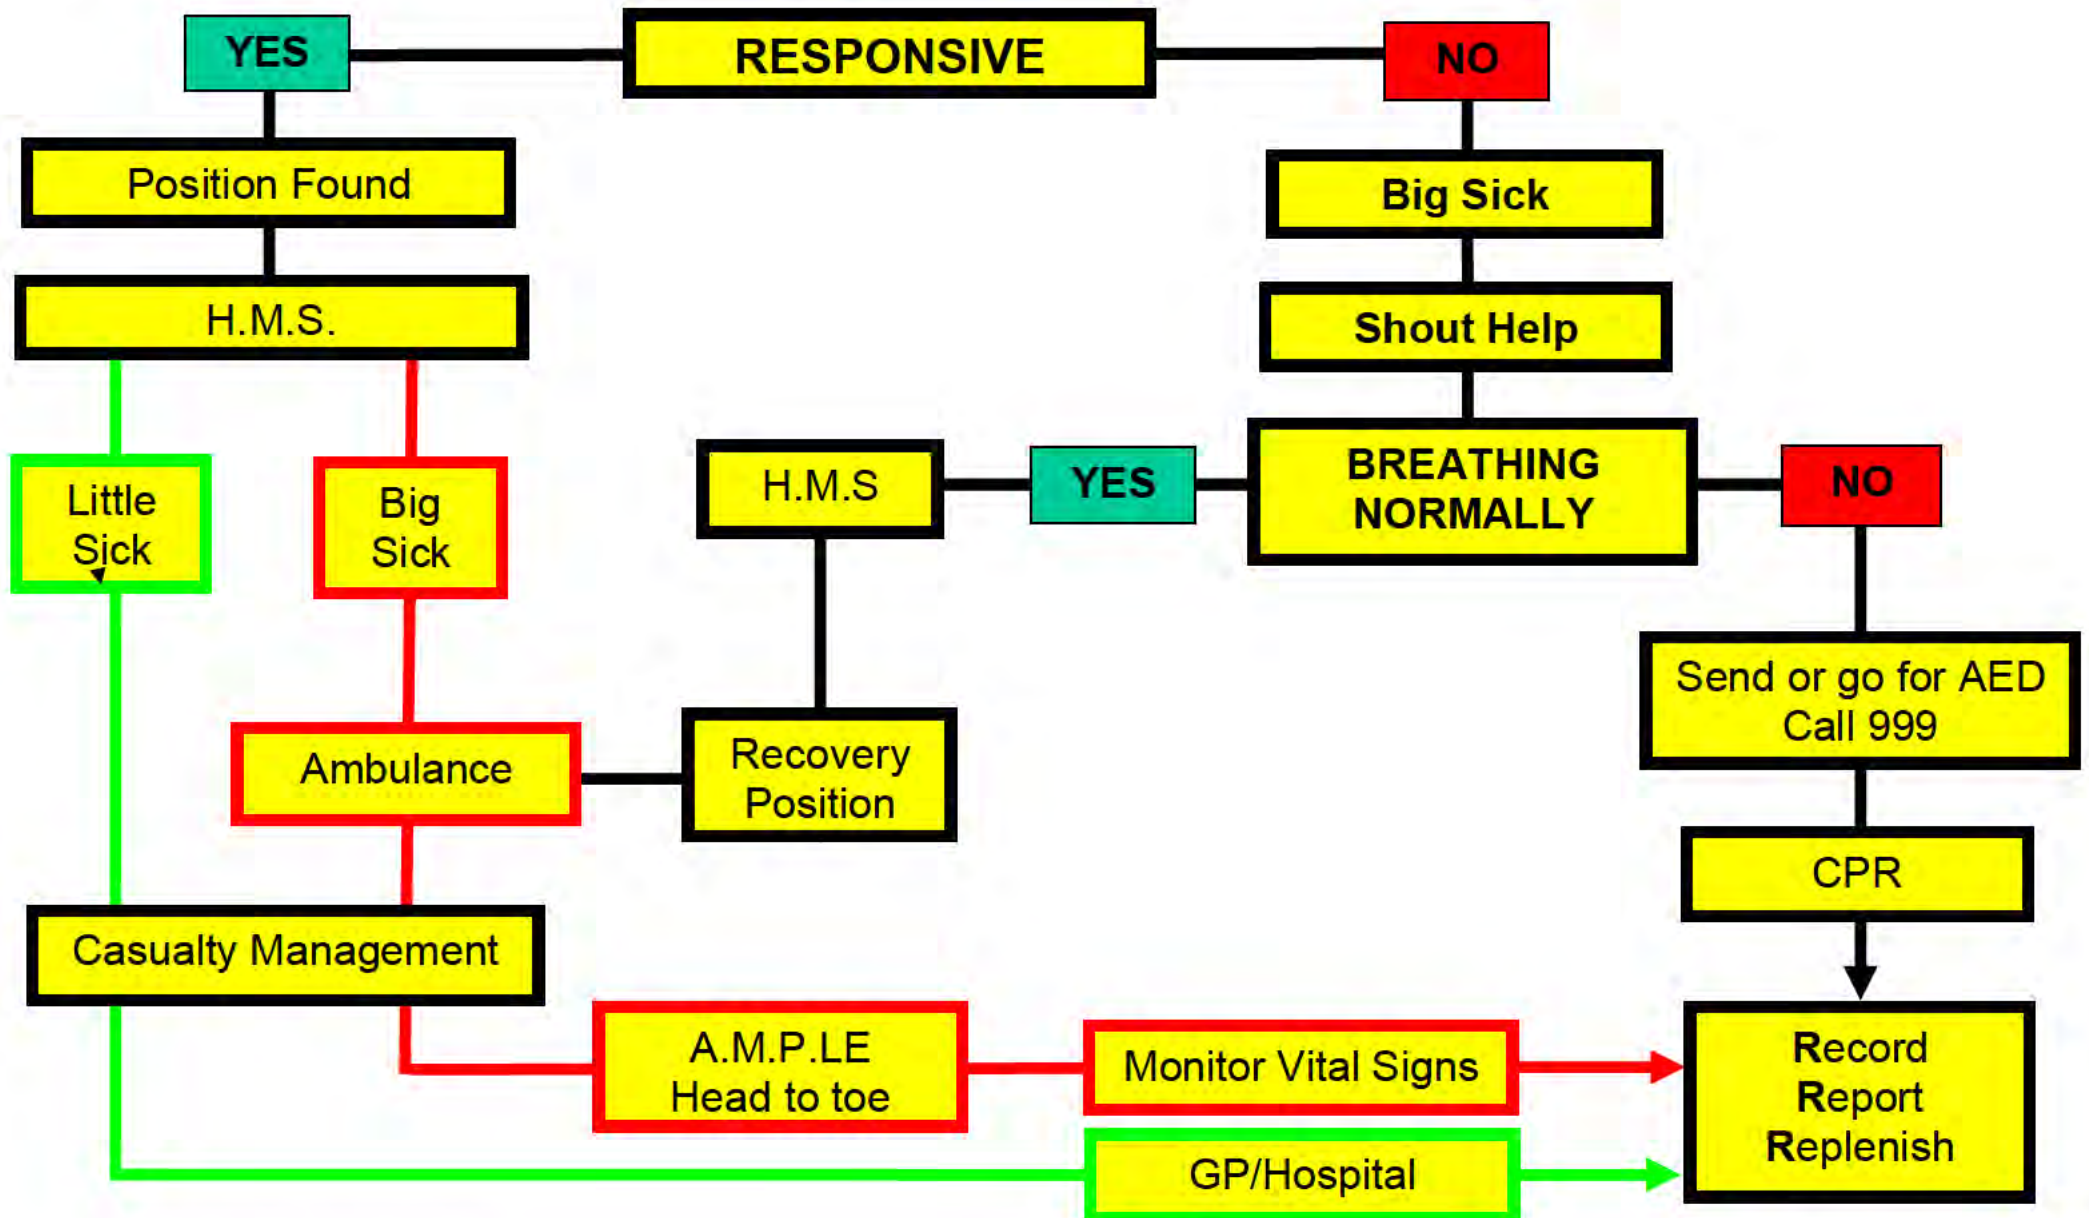 YES
RESPONSIVE
NO
Position Found
Big Sick
H.M.S.
Shout Help
Little
Sick
Big
Sick
H.M.S
YES
BREATHING
NORMALLY
NO
Send or go for AED
Call 999
Ambulance
Recovery
Position
CPR
Casualty Management
A.M.P.LE
Head to toe
Monitor Vital Signs
GP/Hospital
Record
Report
Replenish